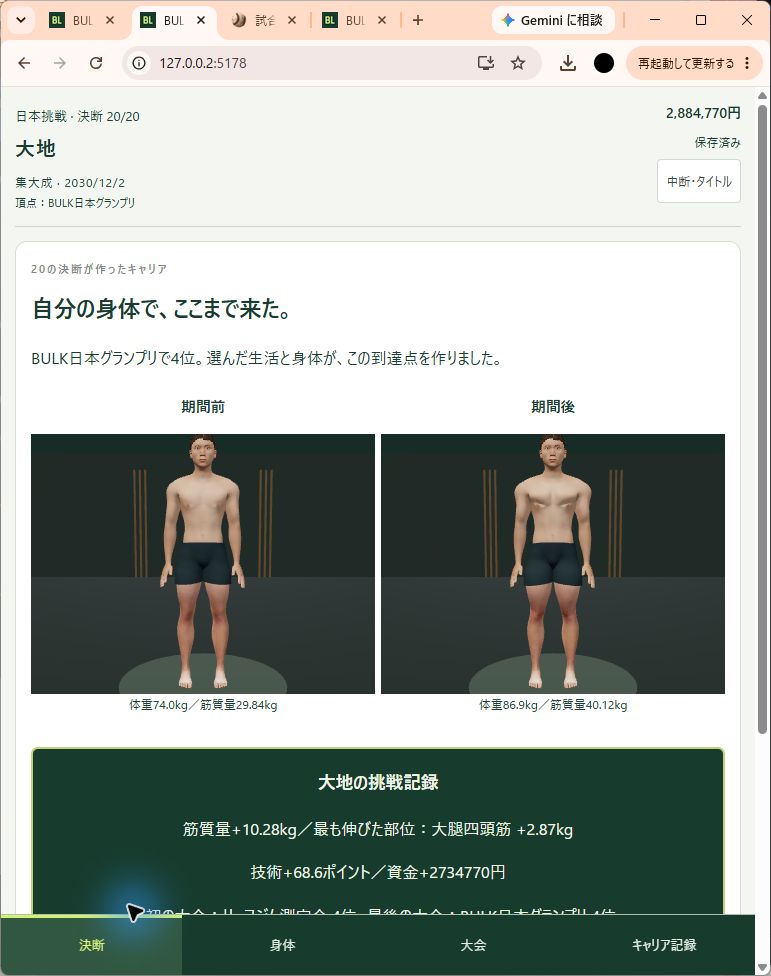 BL BUL
BL BUL
試合
BL BUL
Gemini に相談
127.0.0.2:5178
再起動して更新する
日本挑戦 · 決断 20/20
2,884,770円
大地
保存済み
集大成 · 2030/12/2
中断・タイトル
頂点：BULK日本グランプリ
20の決断が作ったキャリア
自分の身体で、ここまで来た。
BULK日本グランプリで4位。選んだ生活と身体が、この到達点を作りました。
期間前
期間後
体重74.0kg／筋質量29.84kg
体重86.9kg／筋質量40.12kg
大地の挑戦記録
筋質量+10.28kg／最も伸びた部位：大腿四頭筋 +2.87kg
技術+68.6ポイント／資金+2734770円
決断
身体
大会
キャリア記録